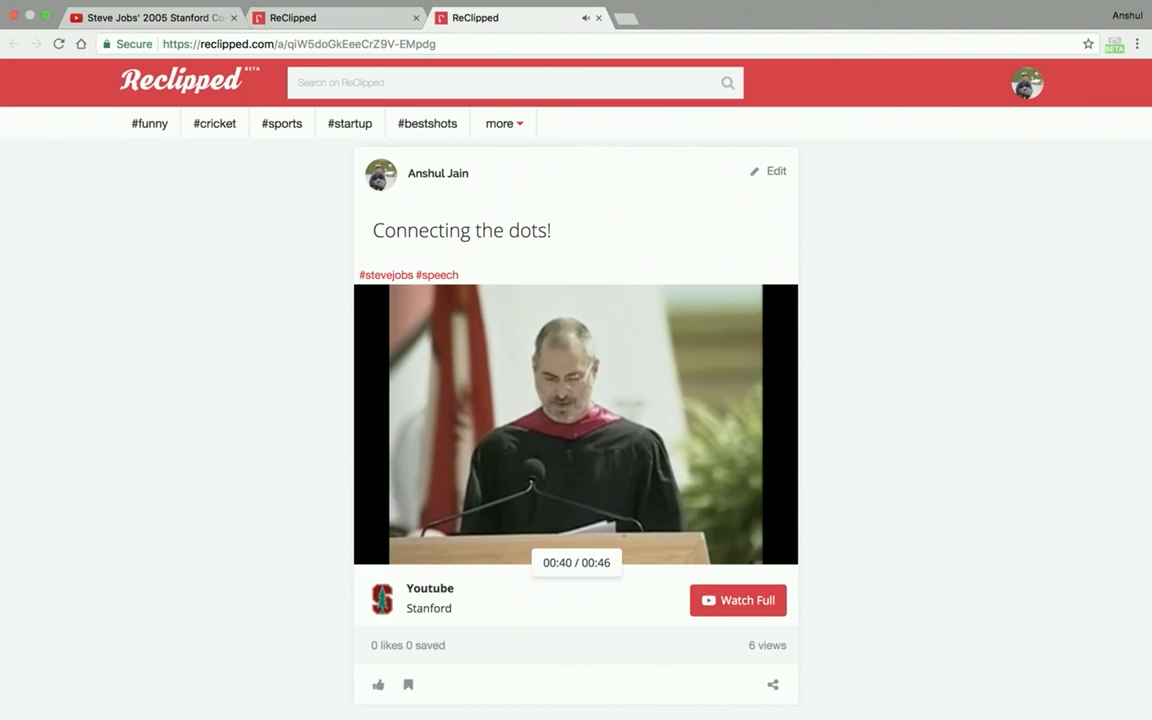 Steve Jobs' 2005 Stanford Co
ReClipped
ReClipped
Anshul
Secure https://reclipped.com/a/qiW5doGkEeeCrZ9V-EMpdg
BETA
Reclipped BETA
Search on ReClipped
#funny #cricket #sports #startup #bestshots more
Anshul Jain
Edit
Connecting the dots!
#stevejobs #speech
00:40 / 00:46
Youtube
Stanford
Watch Full
0 likes 0 saved
6 views